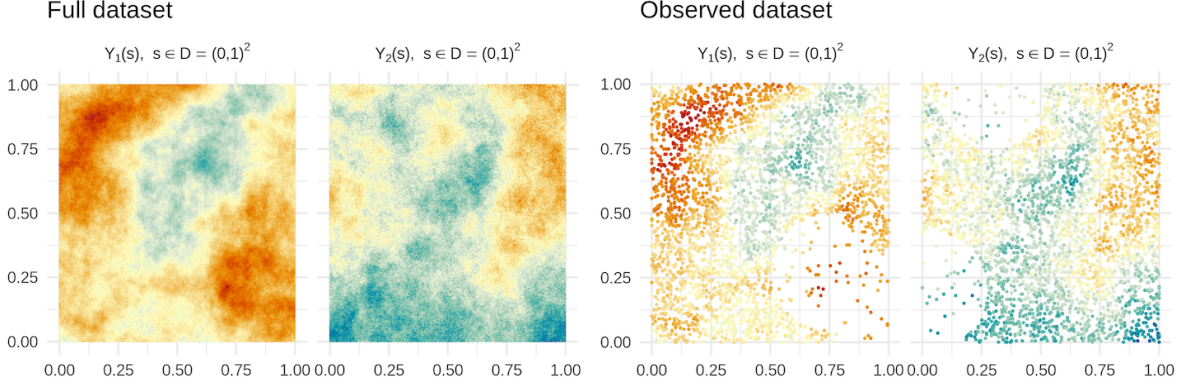 Full dataset
Observed dataset
Y₁(s), s ∈ D = (0,1)²
Y₂(s), s ∈ D = (0,1)²
Y₁(s), s ∈ D = (0,1)²
Y₂(s), s ∈ D = (0,1)²
1.00
0.75
0.50
0.25
0.00
0.00 0.25 0.50 0.75 1.00
0.00 0.25 0.50 0.75 1.00
1.00
0.75
0.50
0.25
0.00
0.00 0.25 0.50 0.75 1.00
0.00 0.25 0.50 0.75 1.00